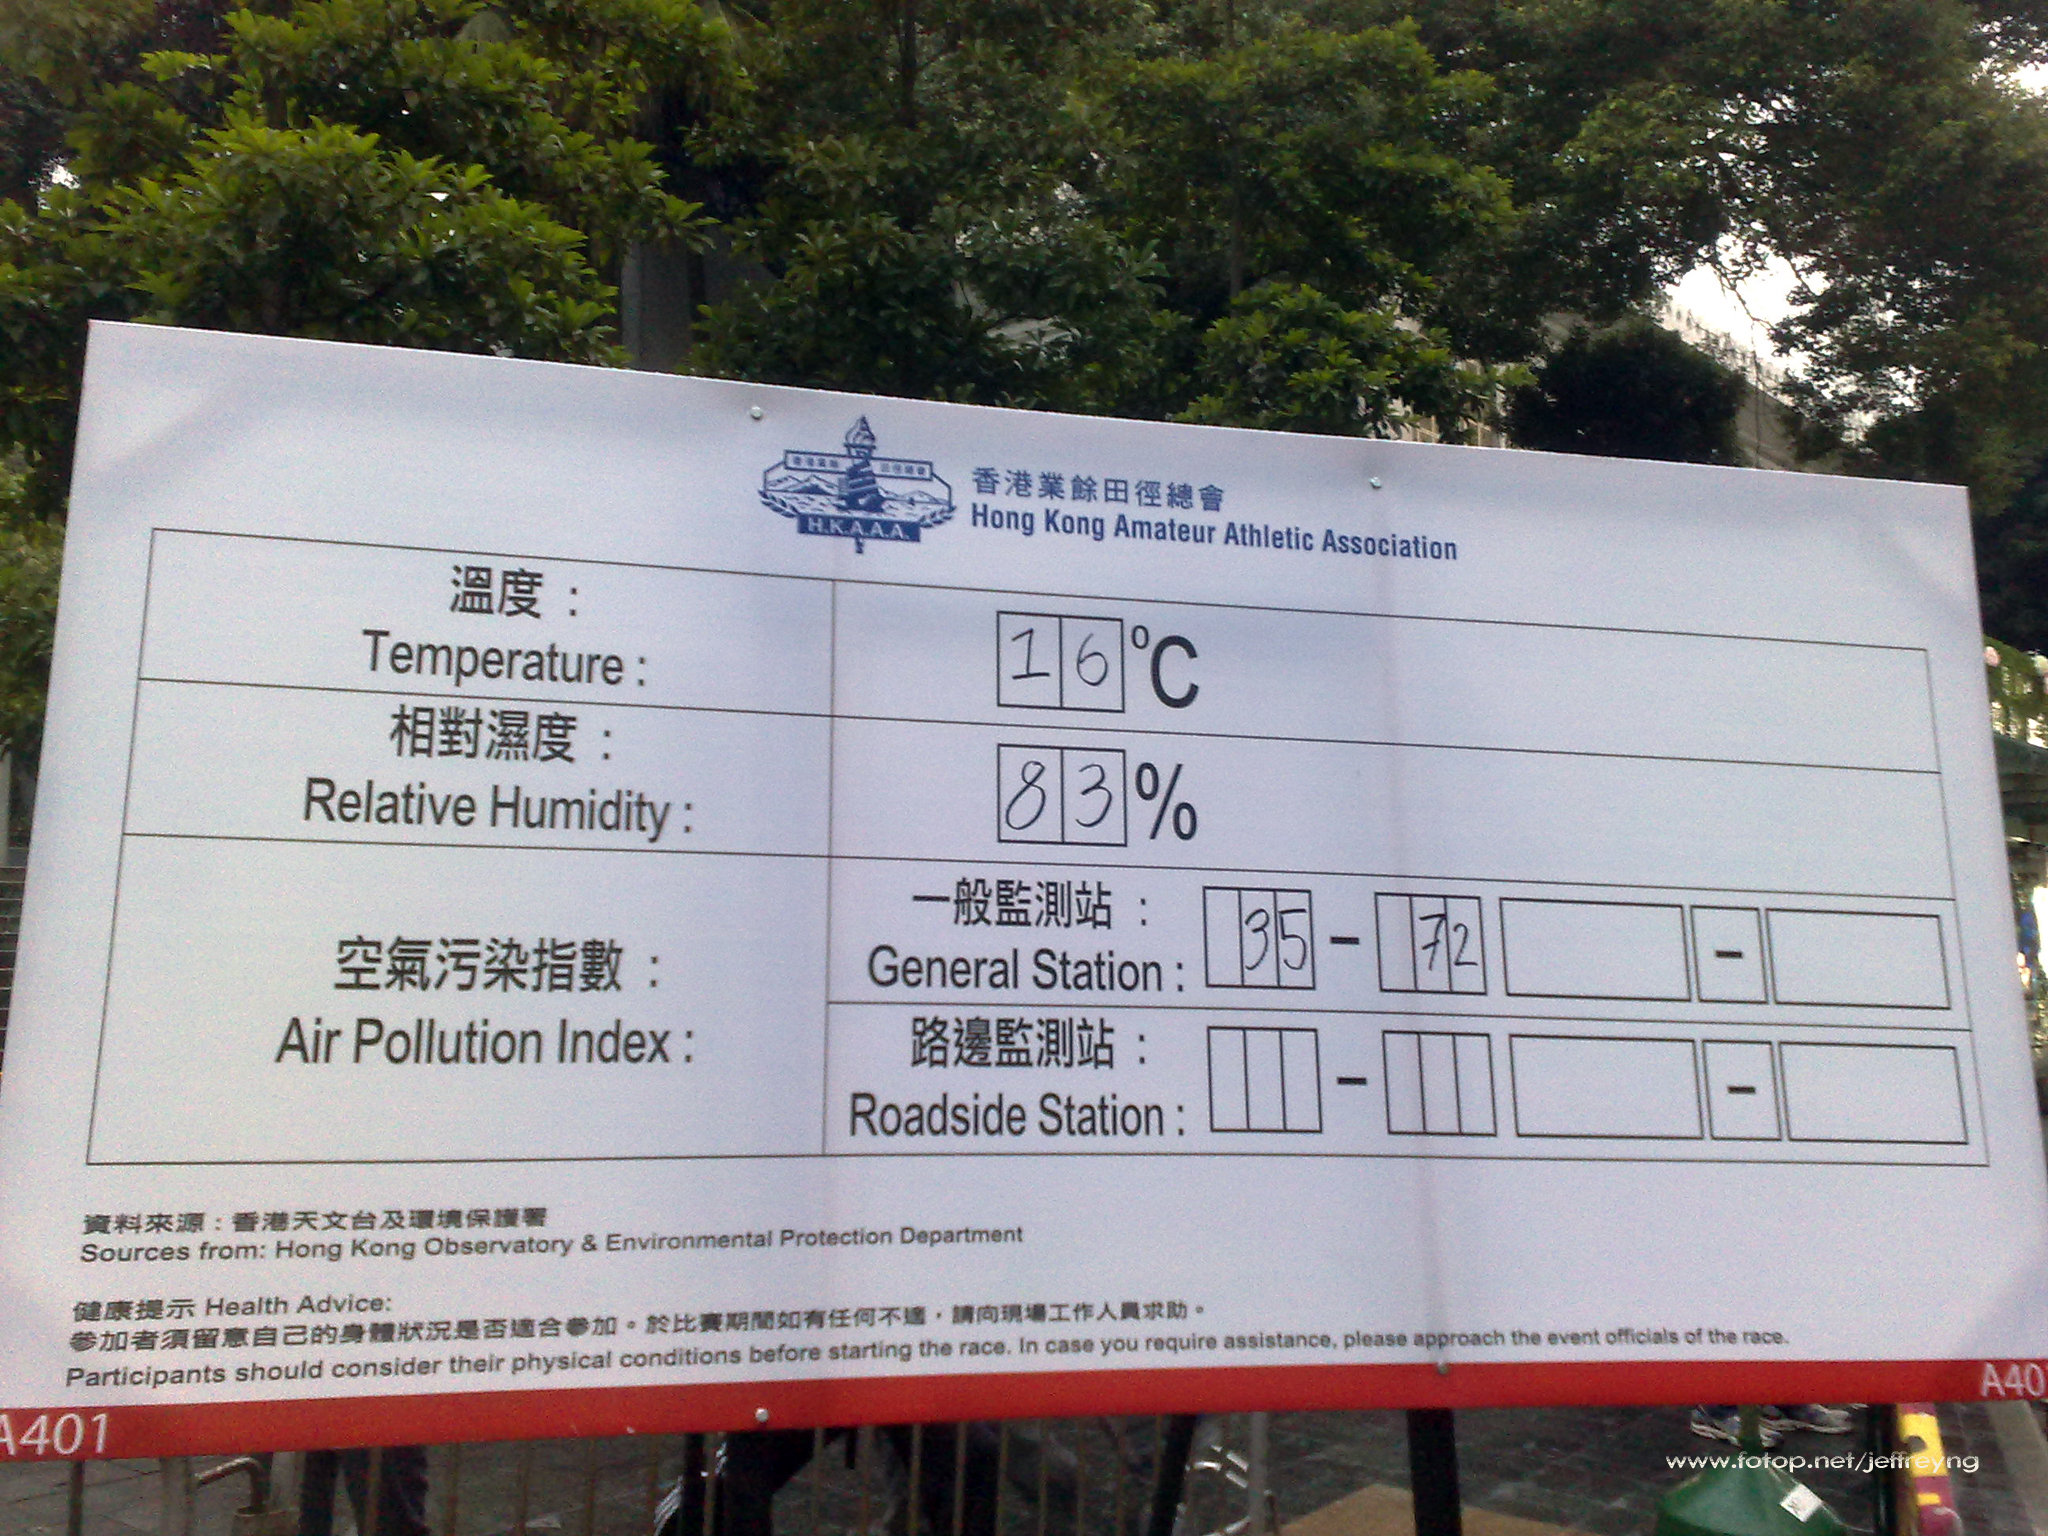 H.K.A.A.A.
香港業餘田徑總會
Hong Kong Amateur Athletic Association
溫度 :
Temperature :
16 °C
相對濕度 :
Relative Humidity :
83 %
空氣污染指數 :
Air Pollution Index :
一般監測站 :
General Station : 35 - 72 -
路邊監測站 :
Roadside Station : - -
資料來源 : 香港天文台及環境保護署
Sources from: Hong Kong Observatory & Environmental Protection Department
健康提示 Health Advice:
參加者須留意自己的身體狀況是否適合參加。於比賽期間如有任何不適，請向現場工作人員求助。
Participants should consider their physical conditions before starting the race. In case you require assistance, please approach the event officials of the race.
A401
A401
www.fotop.net/jeffreyng